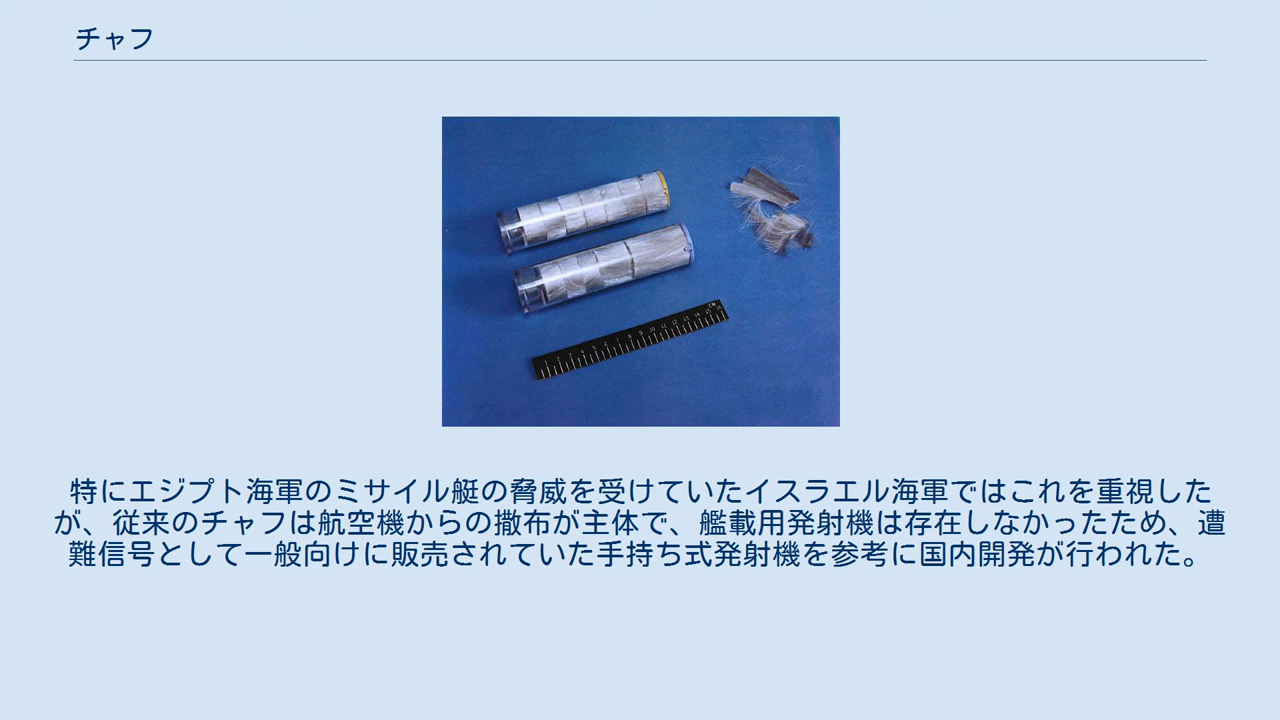 チャフ
特にエジプト海軍のミサイル艇の脅威を受けていたイスラエル海軍ではこれを重視した
が、従来のチャフは航空機からの撒布が主体で、艦載用発射機は存在しなかったため、遭
難信号として一般向けに販売されていた手持ち式発射機を参考に国内開発が行われた。